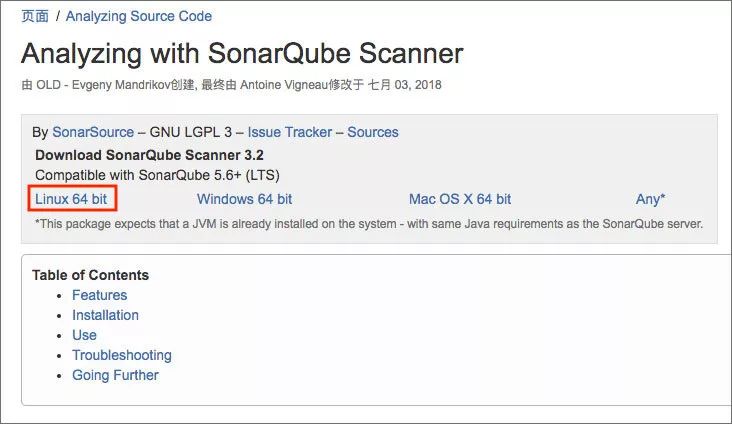 页面 / Analyzing Source Code
Analyzing with SonarQube Scanner
由 OLD - Evgeny Mandrikov创建, 最终由 Antoine Vigneau修改于 七月 03, 2018
By SonarSource – GNU LGPL 3 – Issue Tracker – Sources
Download SonarQube Scanner 3.2
Compatible with SonarQube 5.6+ (LTS)
Linux 64 bit Windows 64 bit Mac OS X 64 bit Any*
*This package expects that a JVM is already installed on the system - with same Java requirements as the SonarQube server.
Table of Contents
• Features
• Installation
• Use
• Troubleshooting
• Going Further